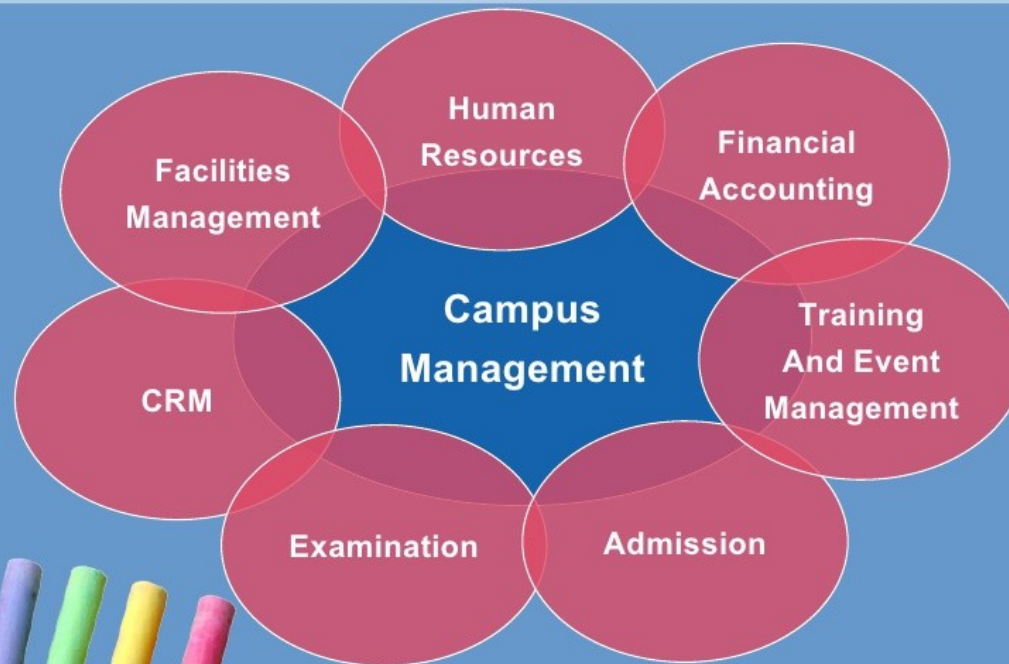 Human
Resources
Financial
Accounting
Facilities
Management
Campus
Management
Training
And Event
Management
CRM
Examination
Admission